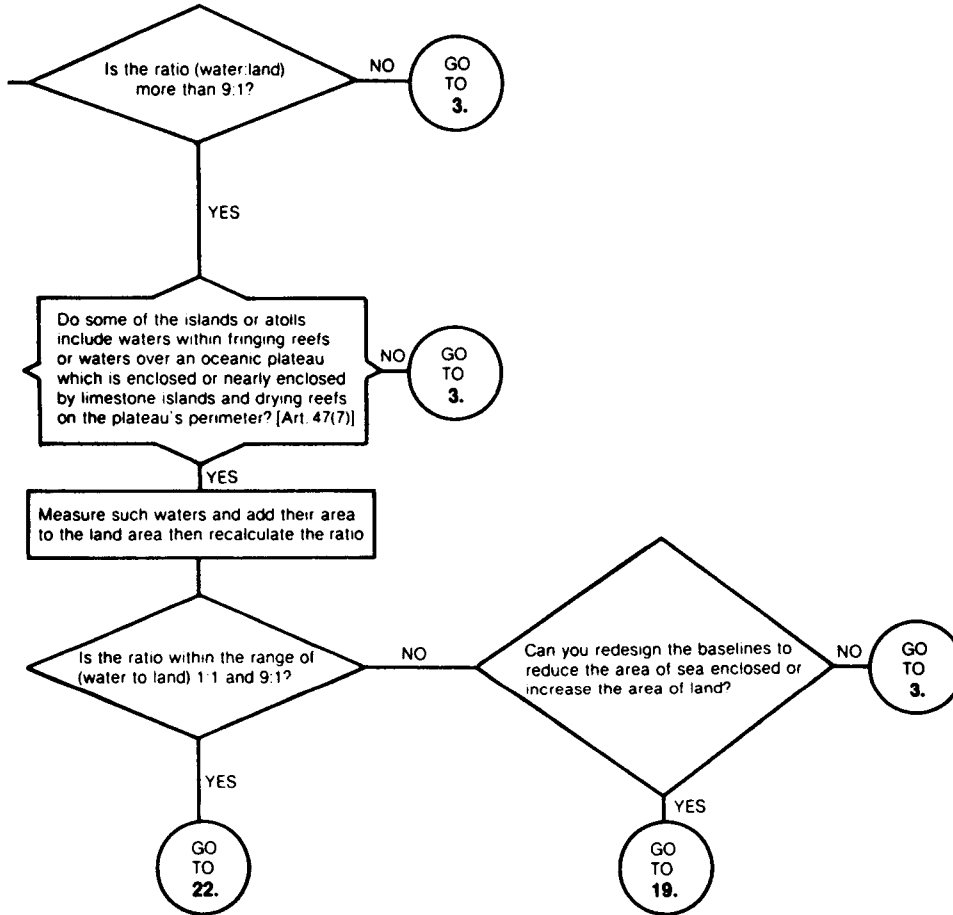 Is the ratio (water:land)
more than 9:1?
NO
GO
TO
3.
YES
Do some of the islands or atolls
include waters within fringing reefs
or waters over an oceanic plateau
which is enclosed or nearly enclosed
by limestone islands and drying reefs
on the plateau's perimeter? [Art. 47(7)]
NO
GO
TO
3.
YES
Measure such waters and add their area
to the land area then recalculate the ratio
Is the ratio within the range of
(water to land) 1:1 and 9:1?
NO
Can you redesign the baselines to
reduce the area of sea enclosed or
increase the area of land?
NO
GO
TO
3.
YES
GO
TO
22.
YES
GO
TO
19.